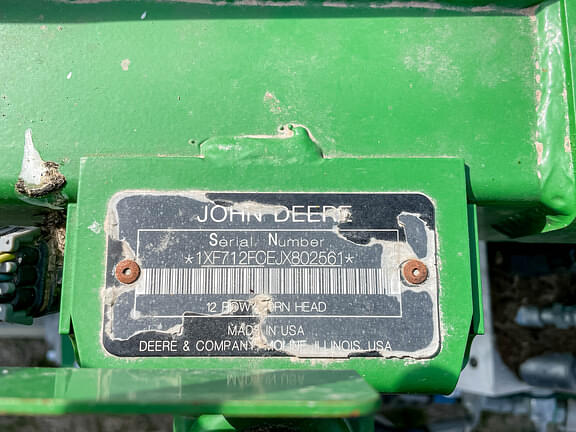 JOHN DEERE
Serial Number
*1XF712FCEJX802561*
12 ROW CORN HEAD
MADE IN USA
DEERE & COMPANY MOLINE, ILLINOIS, USA